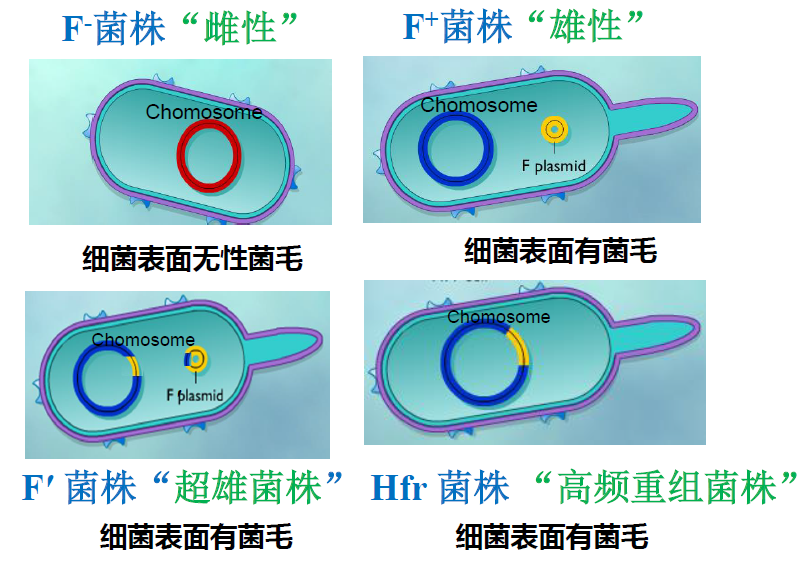 F-菌株“雌性”
F+菌株“雄性”
Chomosome
Chomosome
F plasmid
细菌表面无性菌毛
细菌表面有菌毛
Chomosome
F plasmid
Chomosome
F′ 菌株“超雄菌株”
Hfr 菌株 “高频重组菌株”
细菌表面有菌毛
细菌表面有菌毛